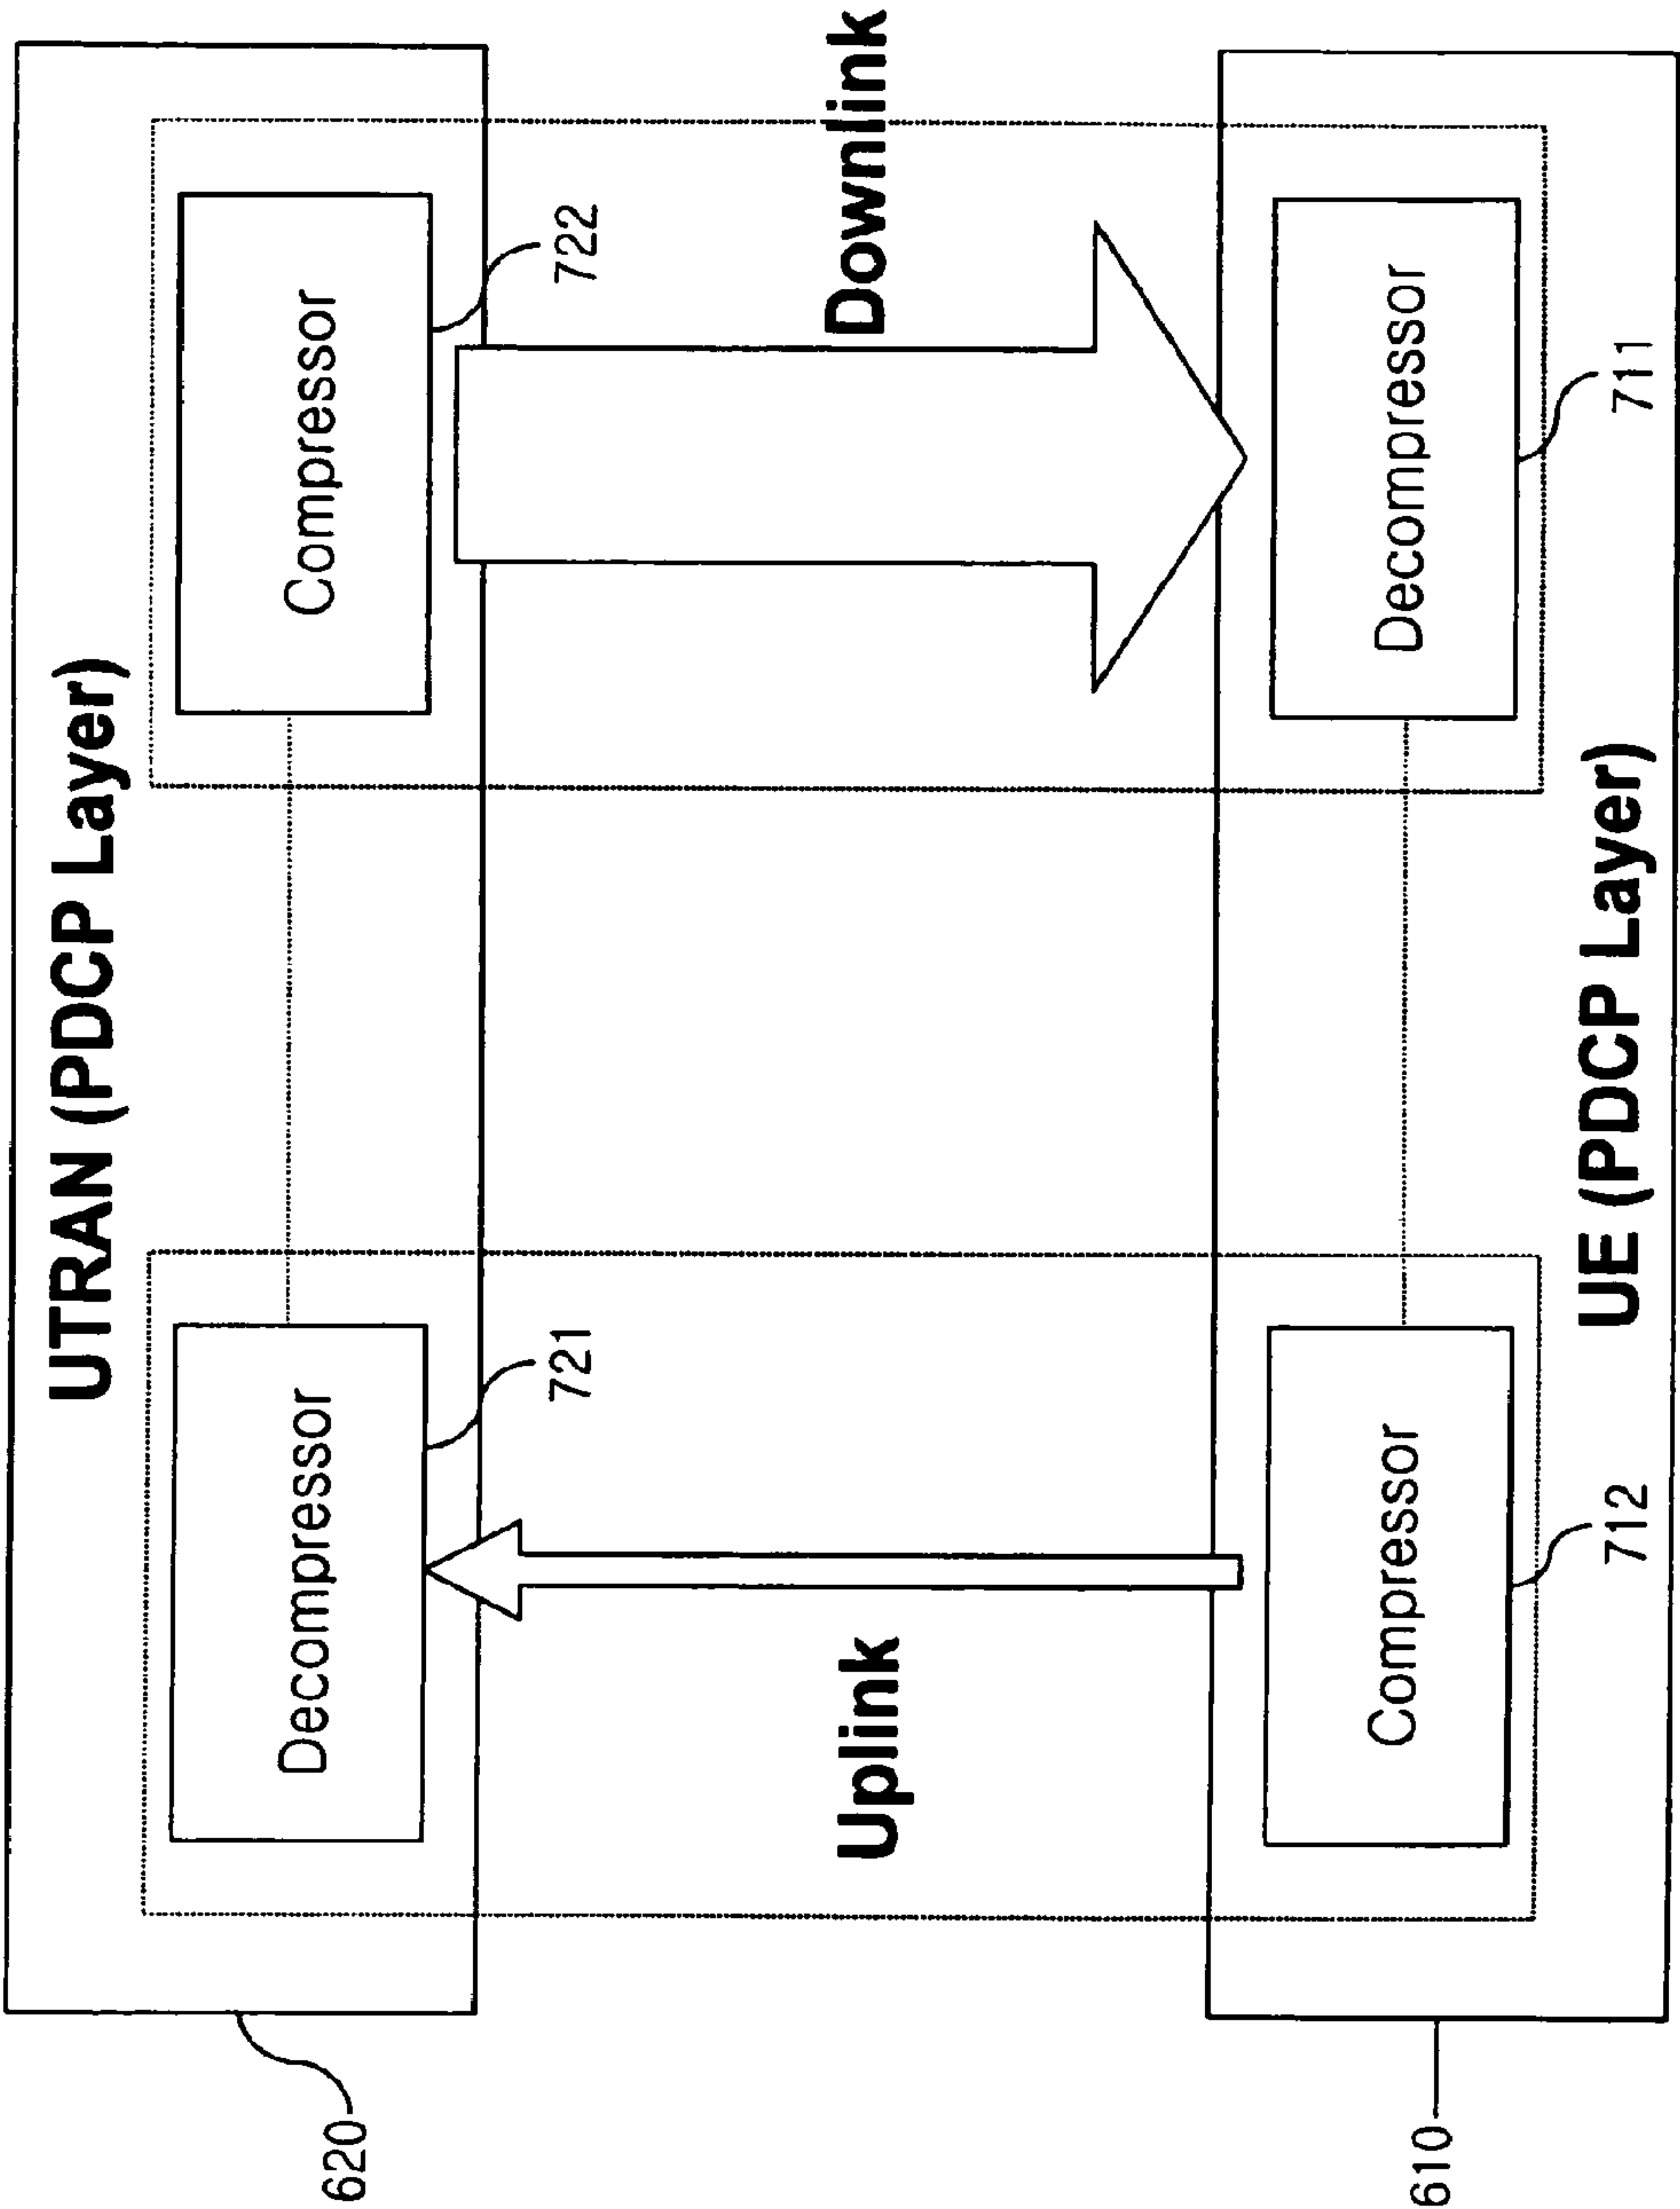 UTRAN (PDCP Layer)
Decompressor
Compressor
620
721
722
Uplink
Downlink
Compressor
Decompressor
610
712
UE (PDCP Layer)
711